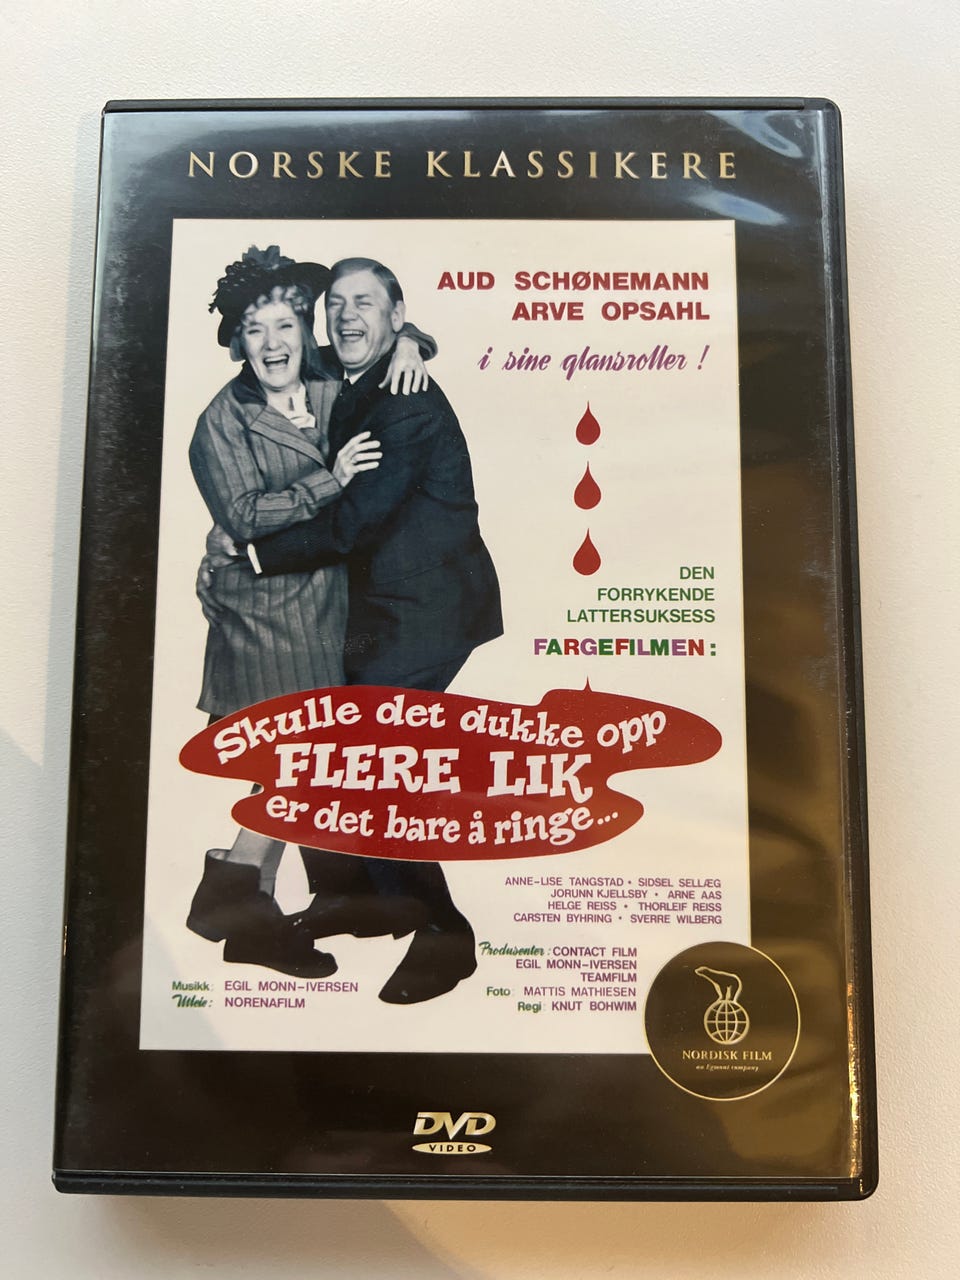 NORSKE KLASSIKERE
AUD SCHØNEMANN
ARVE OPSAHL
i sine glansroller !
DEN
FORRYKENDE
LATTERSUKSESS
FARGEFILMEN :
Skulle det dukke opp
FLERE LIK
er det bare å ringe...
ANNE-LISE TANGSTAD • SIDSEL SELLÆG
JORUNN KJELLSBY • ARNE AAS
HELGE REISS • THORLEIF REISS
CARSTEN BYHRING • SVERRE WILBERG
Produsenter : CONTACT FILM
EGIL MONN-IVERSEN
TEAMFILM
Foto : MATTIS MATHIESEN
Regi : KNUT BOHWIM
Musikk : EGIL MONN-IVERSEN
Utleie : NORENAFILM
NORDISK FILM
an Egmont company
DVD
VIDEO